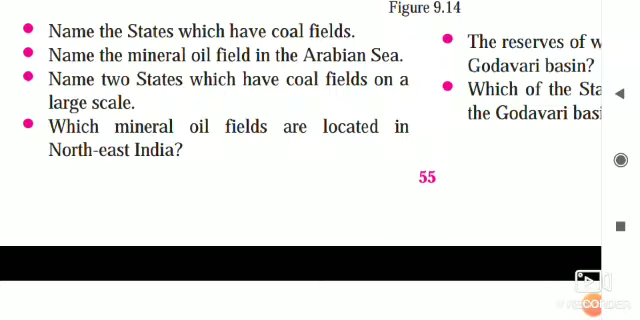 Figure 9.14
Name the States which have coal fields.
Name the mineral oil field in the Arabian Sea.
Name two States which have coal fields on a
large scale.
Which mineral oil fields are located in
North-east India?
The reserves of
Godavari basin?
Which of the
the Godavari
55
RECORDER